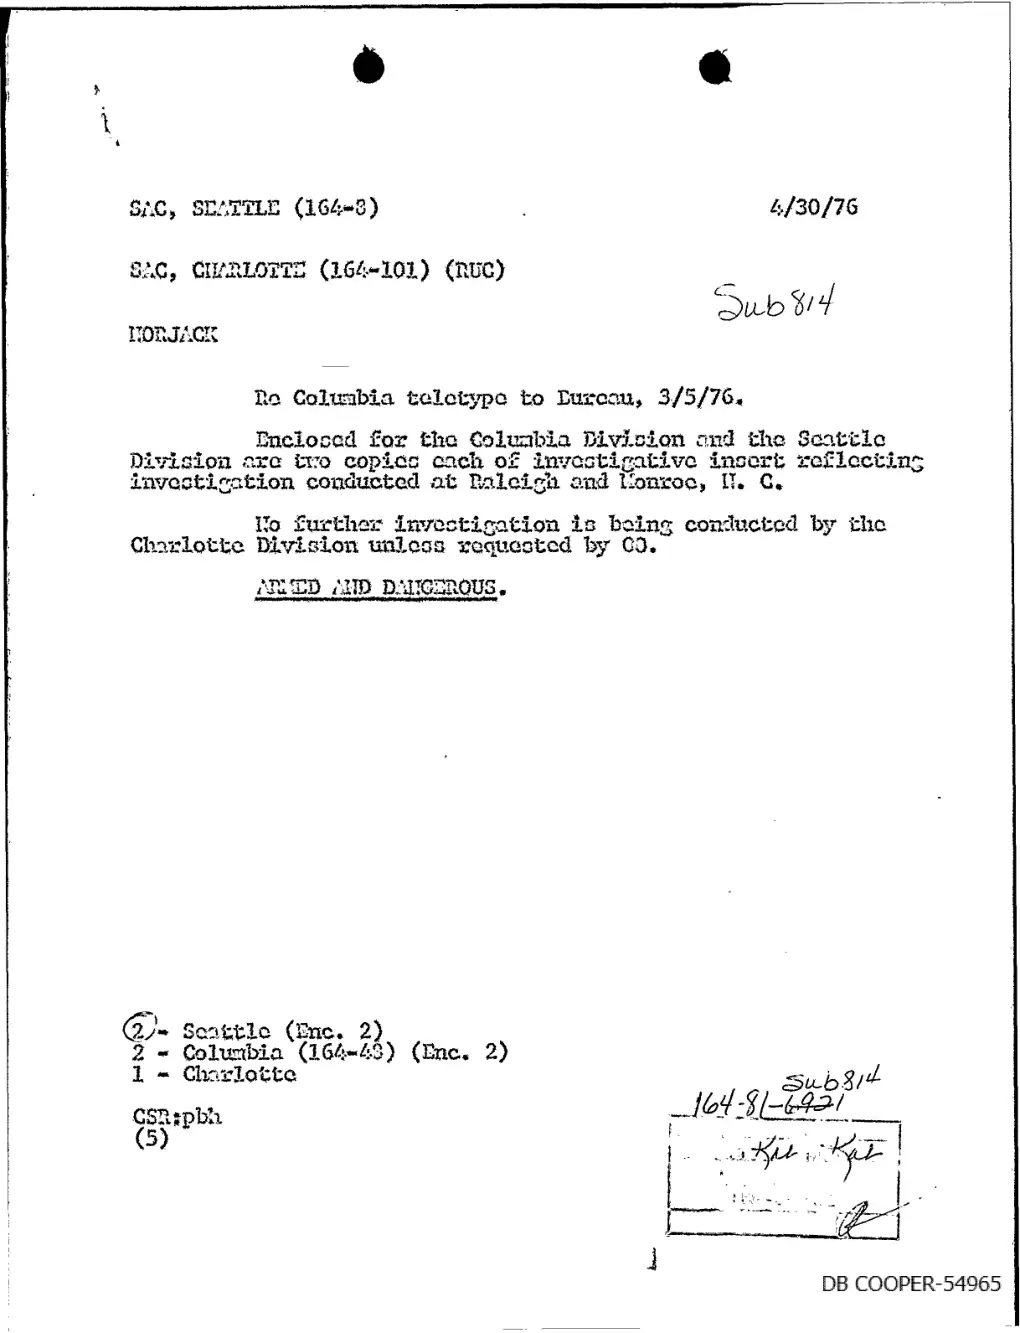 SAC, SEATTLE (164-8) 4/30/76
SAC, CHARLOTTE (164-101) (RUC)
Sub 814
NORJACK
Re Columbia teletype to Bureau, 3/5/76.
Enclosed for the Columbia Division and the Seattle
Division are two copies each of investigative insert reflecting
investigation conducted at Raleigh and Monroe, N. C.
No further investigation is being conducted by the
Charlotte Division unless requested by OO.
ARMED AND DANGEROUS.
2 - Seattle (Enc. 2)
2 - Columbia (164-43) (Enc. 2)
1 - Charlotte
CSR:pbh
(5)
Sub 814
164-81-6921
DB COOPER-54965